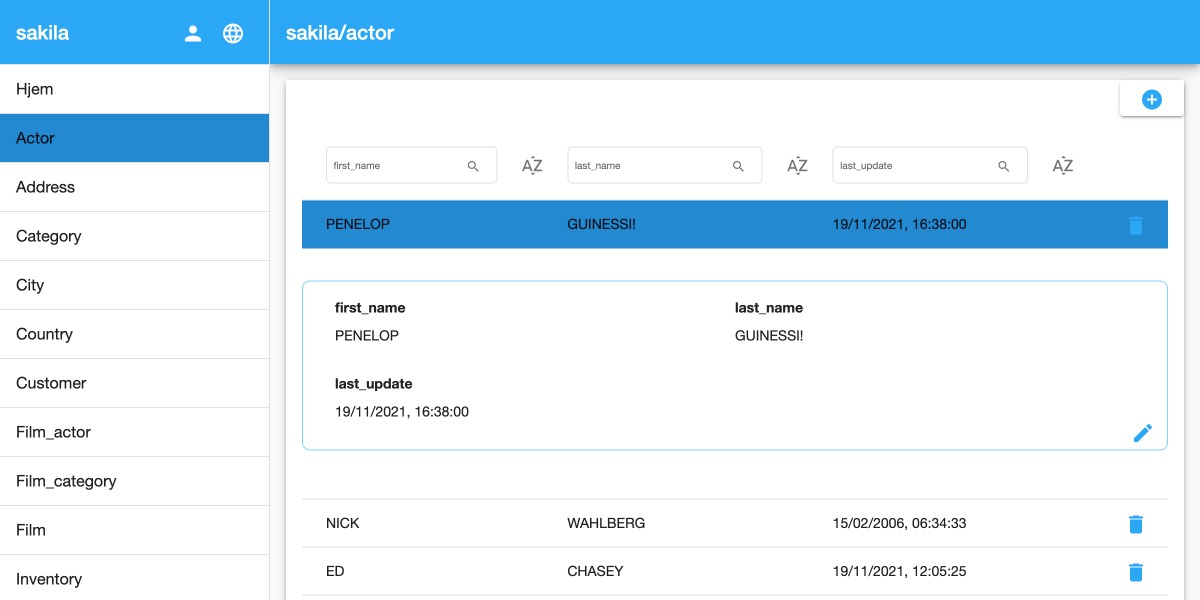 sakila
sakila/actor
Hjem
Actor
Address
Category
City
Country
Customer
Film_actor
Film_category
Film
Inventory
first_name AZ last_name AZ last_update AZ
PENELOP GUINESSI! 19/11/2021, 16:38:00
first_name last_name
PENELOP GUINESSI!
last_update
19/11/2021, 16:38:00
NICK WAHLBERG 15/02/2006, 06:34:33
ED CHASEY 19/11/2021, 12:05:25